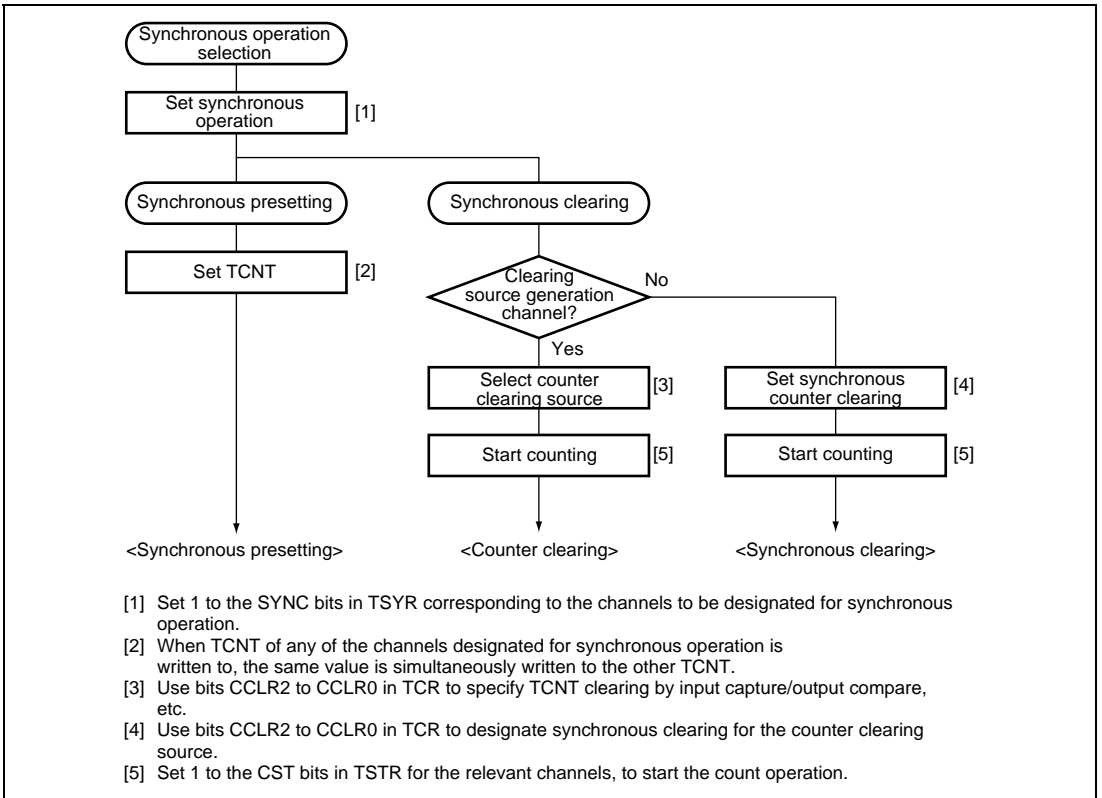 Synchronous operation
selection
Set synchronous
operation
[1]
Synchronous presetting
Synchronous clearing
Set TCNT
[2]
Clearing
source generation
channel?
No
Yes
Select counter
clearing source
[3]
Set synchronous
counter clearing
[4]
Start counting
[5]
Start counting
[5]
<Synchronous presetting>
<Counter clearing>
<Synchronous clearing>
[1] Set 1 to the SYNC bits in TSYR corresponding to the channels to be designated for synchronous
operation.
[2] When TCNT of any of the channels designated for synchronous operation is
written to, the same value is simultaneously written to the other TCNT.
[3] Use bits CCLR2 to CCLR0 in TCR to specify TCNT clearing by input capture/output compare,
etc.
[4] Use bits CCLR2 to CCLR0 in TCR to designate synchronous clearing for the counter clearing
source.
[5] Set 1 to the CST bits in TSTR for the relevant channels, to start the count operation.